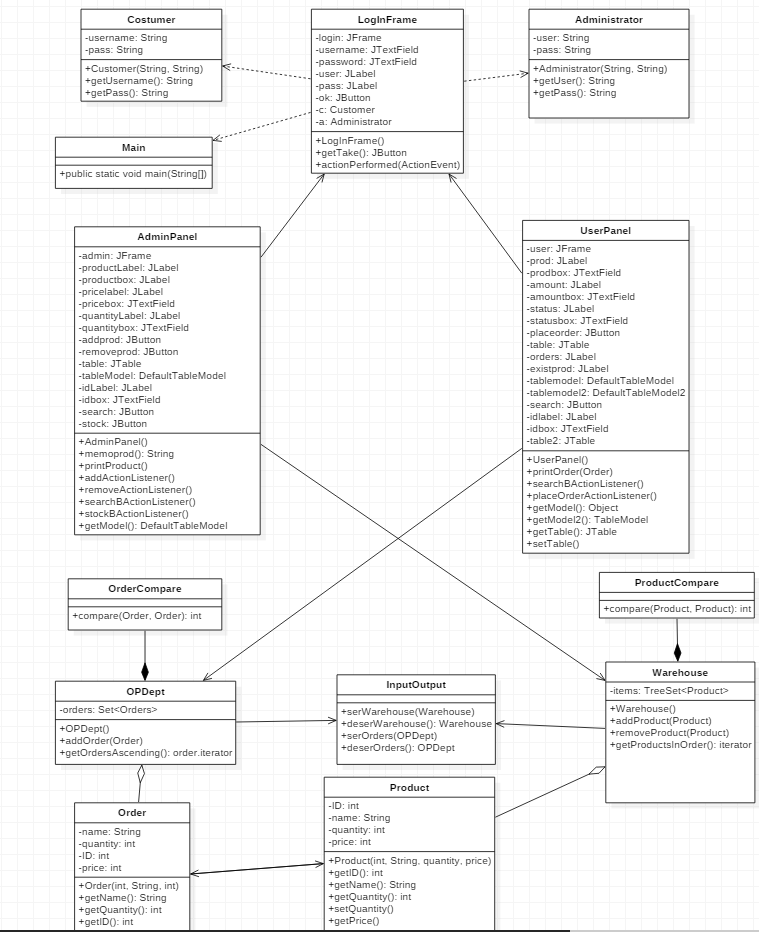 Costumer
-username: String
-pass: String
+Customer(String, String)
+getUsername(): String
+getPass(): String
LogInFrame
-login: JFrame
-username: JTextField
-password: JTextField
-user: JLabel
-pass: JLabel
-ok: JButton
-c: Customer
-a: Administrator
+LogInFrame()
+getTake(): JButton
+actionPerformed(ActionEvent)
Administrator
-user: String
-pass: String
+Administrator(String, String)
+getUser(): String
+getPass(): String
Main
+public static void main(String[])
AdminPanel
-admin: JFrame
-productLabel: JLabel
-productbox: JLabel
-pricelabel: JLabel
-pricebox: JTextField
-quantityLabel: JLabel
-quantitybox: JTextField
-addprod: JButton
-removeprod: JButton
-table: JTable
-tableModel: DefaultTableModel
-idLabel: JLabel
-idbox: JTextField
-search: JButton
-stock: JButton
+AdminPanel()
+memoprod(): String
+printProduct()
+addActionListener()
+removeActionListener()
+searchBActionListener()
+stockBActionListener()
+getModel(): DefaultTableModel
UserPanel
-user: JFrame
-prod: JLabel
-prodbox: JTextField
-amount: JLabel
-amountbox: JTextField
-status: JLabel
-statusbox: JTextField
-placeorder: JButton
-table: JTable
-orders: JLabel
-existprod: JLabel
-tablemodel: DefaultTableModel
-tablemodel2: DefaultTableModel2
-search: JButton
-idlabel: JLabel
-idbox: JTextField
-table2: JTable
+UserPanel()
+printOrder(Order)
+searchBActionListener()
+placeOrderActionListener()
+getModel(): Object
+getModel2(): TableModel
+getTable(): JTable
+setTable()
OrderCompare
+compare(Order, Order): int
ProductCompare
+compare(Product, Product): int
OPDept
-orders: Set<Orders>
+OPDept()
+addOrder(Order)
+getOrdersAscending(): order.iterator
InputOutput
+serWarehouse(Warehouse)
+deserWarehouse(): Warehouse
+serOrders(OPDept)
+deserOrders(): OPDept
Warehouse
-items: TreeSet<Product>
+Warehouse()
+addProduct(Product)
+removeProduct(Product)
+getProductsInOrder(): iterator
Order
-name: String
-quantity: int
-ID: int
-price: int
+Order(int, String, int)
+getName(): String
+getQuantity(): int
+getID(): int
Product
-ID: int
-name: String
-quantity: int
-price: int
+Product(int, String, quantity, price)
+getID(): int
+getName(): String
+getQuantity(): int
+setQuantity()
+getPrice()